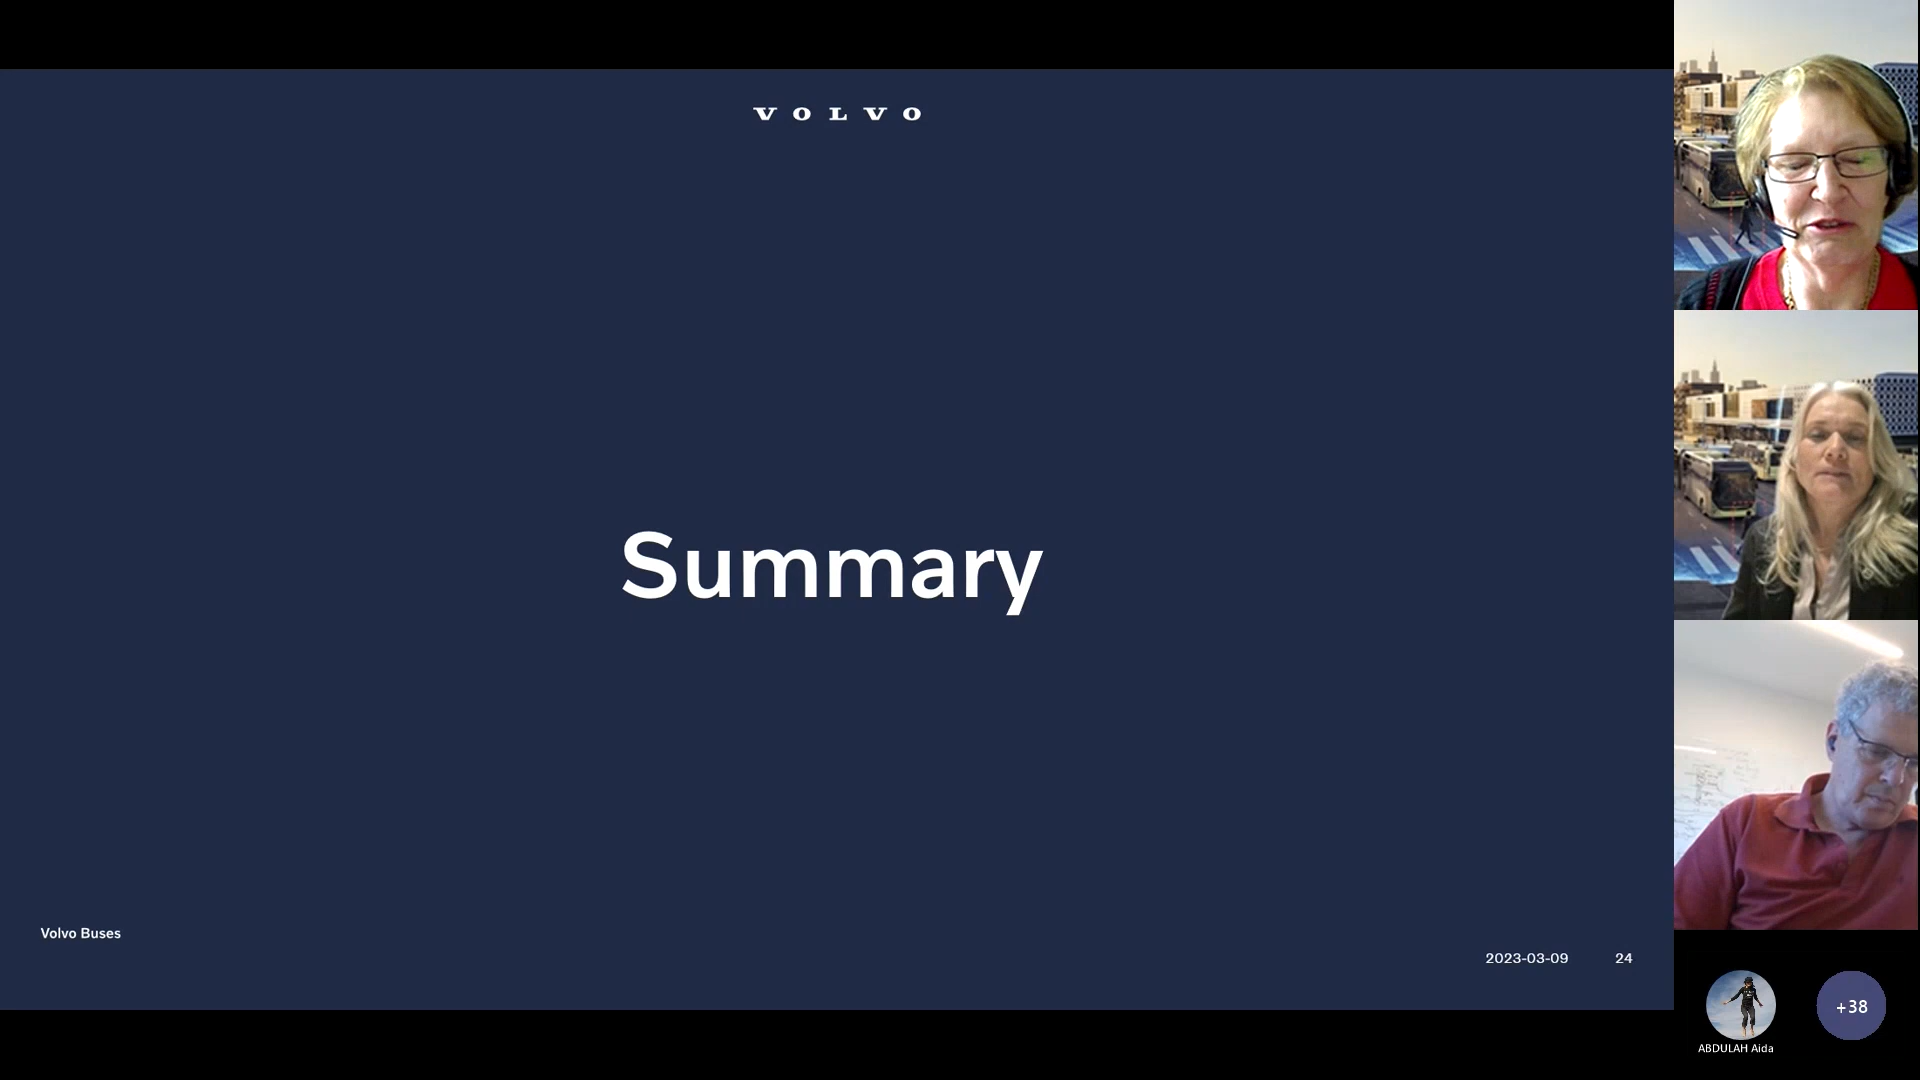 VOLVO
Summary
Volvo Buses
2023-03-09 24
ABDULAH Aida
+38